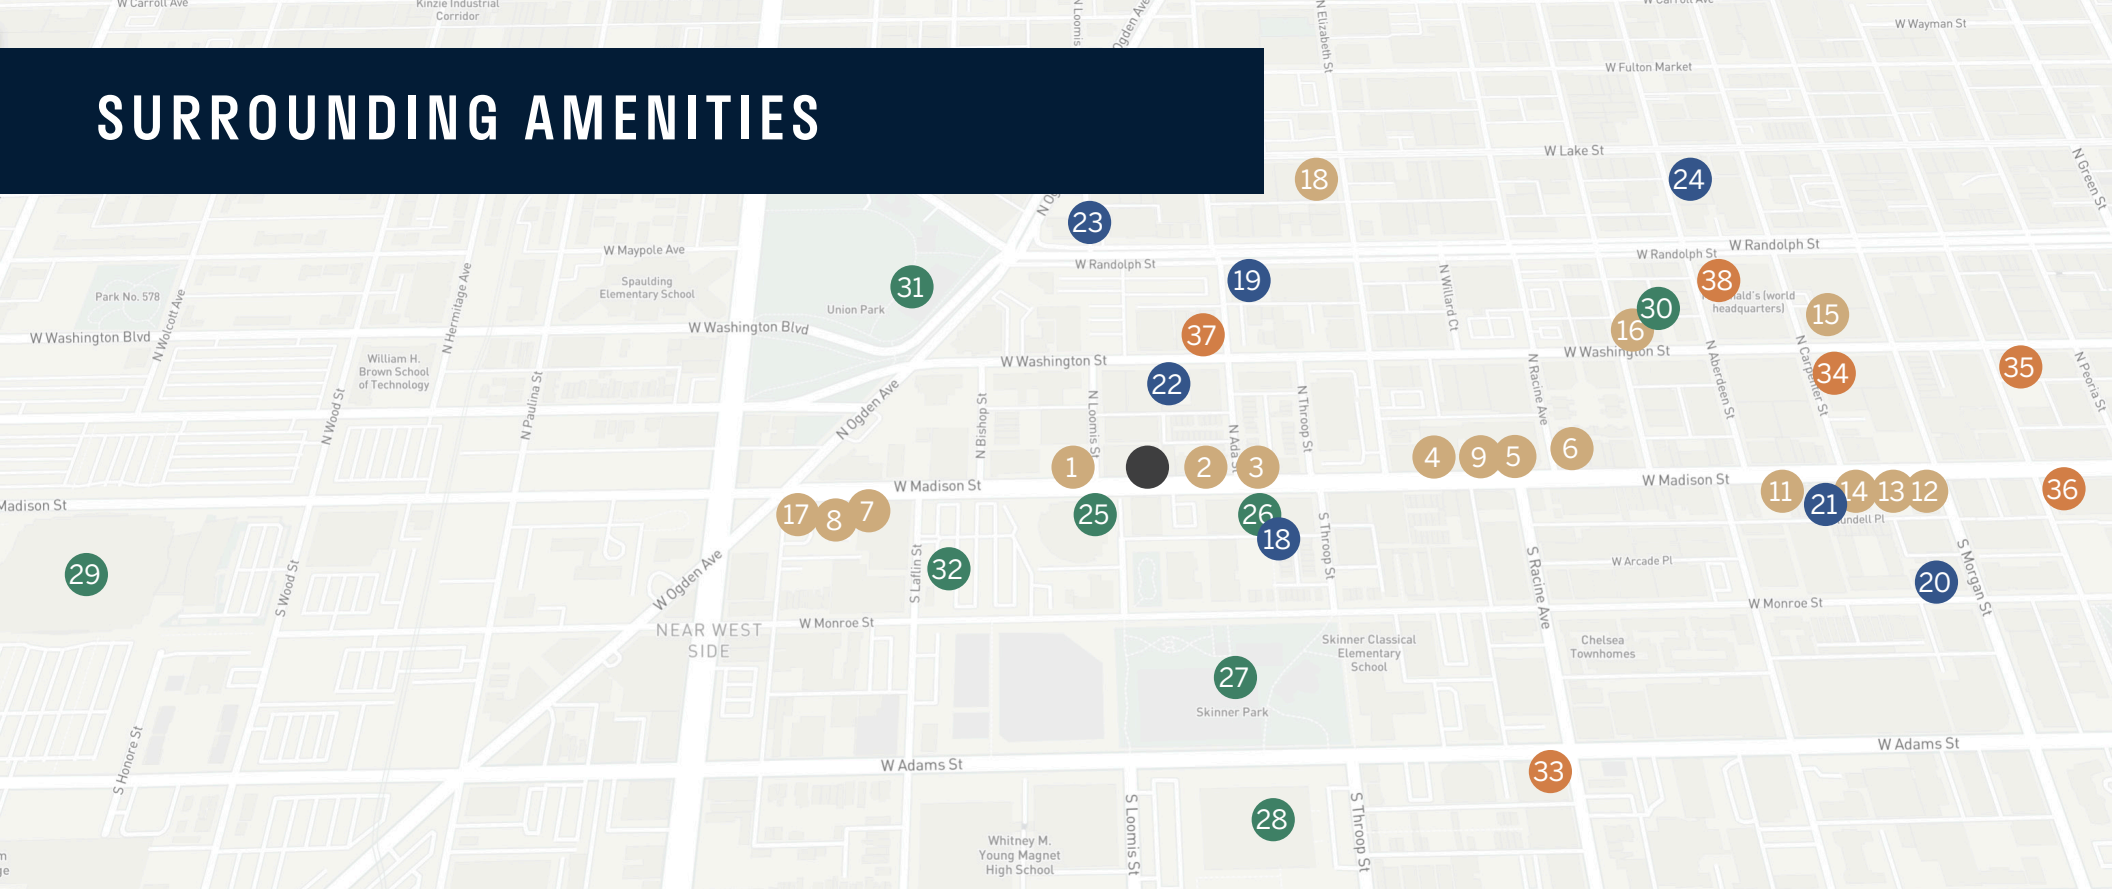 W Carroll Ave
Kinzie Industrial
Corridor
N Loomis
Ogden Ave
N Elizabeth St
W Carroll Ave
W Wayman St
W Fulton Market
SURROUNDING AMENITIES
W Lake St
N Green St
18
24
23
N Og
W Randolph St
W Randolph St
W Randolph St
W Maypole Ave
Spaulding
Elementary School
Park No. 578
N Wolcott Ave
N Hermitage Ave
31
Union Park
19
N Willard Ct
38
ald's (world
headquarters)
30
16
15
W Washington Blvd
W Washington Blvd
37
W Washington St
W Washington St
William H.
Brown School
of Technology
N Wood St
N Paulina St
N Ogden Ave
N Bishop St
N Loomis St
22
N Ada St
N Throop St
N Racine Ave
N Aberdeen St
N Carpenter St
34
35
N Peoria St
1
2
3
4
9
5
6
W Madison St
W Madison St
Madison St
17
8
7
25
26
18
11
21
14
13
12
36
undell Pl
29
S Wood St
W Ogden Ave
S Laflin St
32
S Throop St
S Racine Ave
W Arcade Pl
20
S Morgan St
W Monroe St
W Monroe St
NEAR WEST
SIDE
Skinner Classical
Elementary
School
Chelsea
Townhomes
27
Skinner Park
S Honore St
W Adams St
W Adams St
33
28
S Loomis St
S Throop St
Whitney M.
Young Magnet
High School